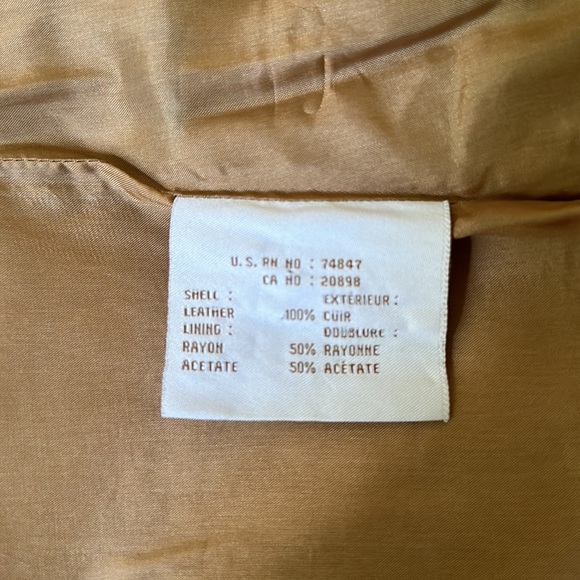 U.S. RN NO : 74847
CA NO : 20898
SHELL : EXTÉRIEUR :
LEATHER 100% CUIR
LINING : DOUBLURE :
RAYON 50% RAYONNE
ACETATE 50% ACÉTATE